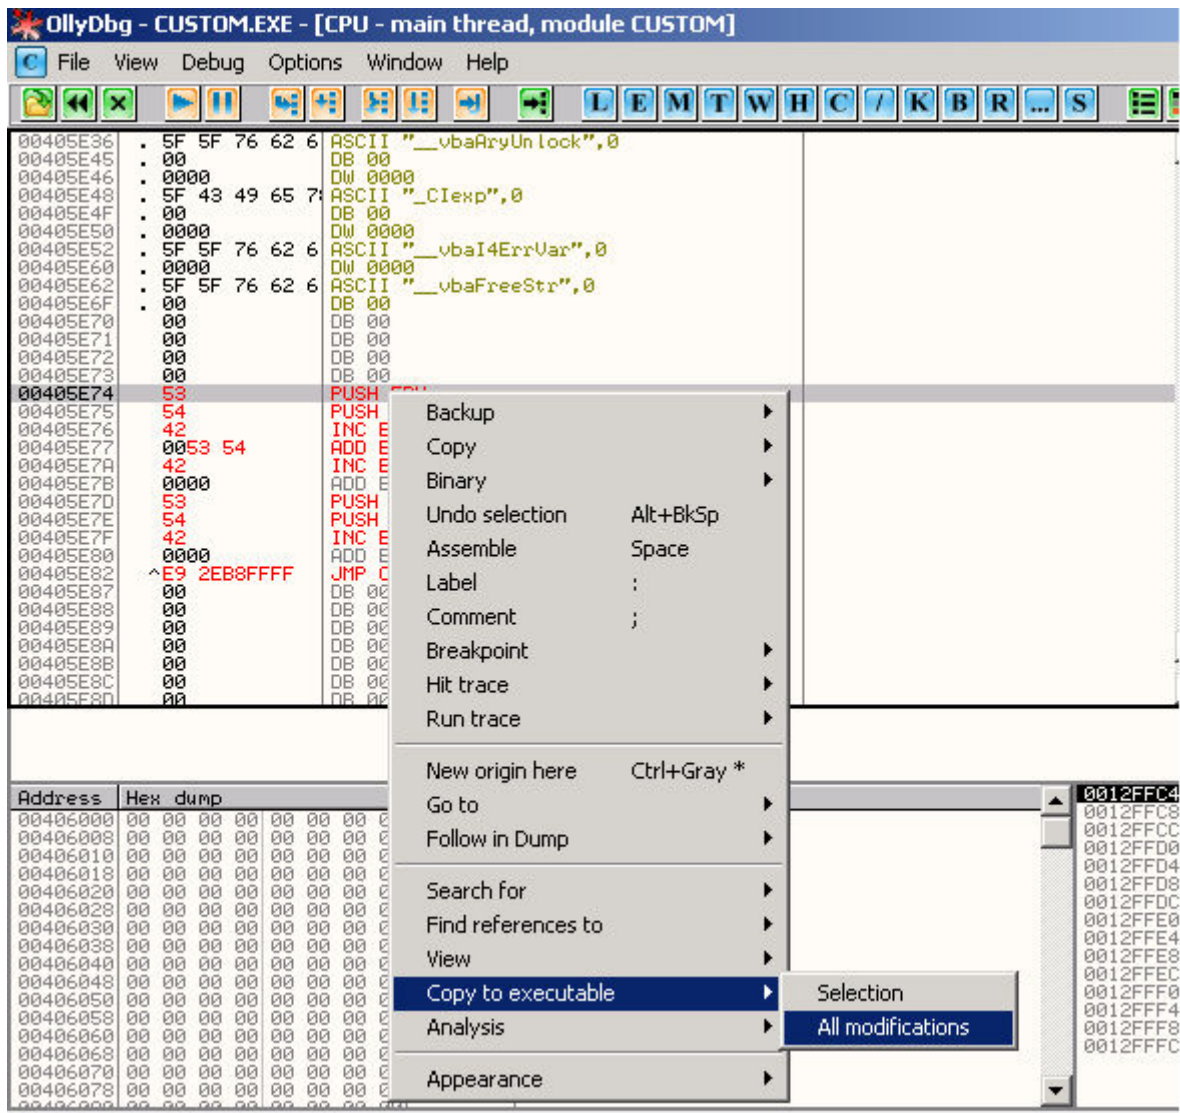 OllyDbg - CUSTOM.EXE - [CPU - main thread, module CUSTOM]
C File View Debug Options Window Help
L E M T W H C / K B R ... S
00405E36 . 5F 5F 76 62 6 ASCII "__vbaAryUnlock",0
00405E45 . 00 DB 00
00405E46 . 0000 DW 0000
00405E48 . 5F 43 49 65 7 ASCII "_CIexp",0
00405E4F . 00 DB 00
00405E50 . 0000 DW 0000
00405E52 . 5F 5F 76 62 6 ASCII "__vbaI4ErrVar",0
00405E60 . 0000 DW 0000
00405E62 . 5F 5F 76 62 6 ASCII "__vbaFreeStr",0
00405E6F . 00 DB 00
00405E70 00 DB 00
00405E71 00 DB 00
00405E72 00 DB 00
00405E73 00 DB 00
00405E74 53 PUSH
00405E75 54 PUSH
00405E76 42 INC E
00405E77 0053 54 ADD E
00405E7A 42 INC E
00405E7B 0000 ADD E
00405E7D 53 PUSH
00405E7E 54 PUSH
00405E7F 42 INC E
00405E80 0000 ADD E
00405E82 ^E9 2EB8FFFF JMP C
00405E87 00 DB 00
00405E88 00 DB 00
00405E89 00 DB 00
00405E8A 00 DB 00
00405E8B 00 DB 00
00405E8C 00 DB 00
00405E8D 00 DB 00
Backup
Copy
Binary
Undo selection Alt+BkSp
Assemble Space
Label :
Comment ;
Breakpoint
Hit trace
Run trace
New origin here Ctrl+Gray *
Go to
Follow in Dump
Search for
Find references to
View
Copy to executable
Analysis
Appearance
Selection
All modifications
Address Hex dump
00406000 00 00 00 00 00 00 00
00406008 00 00 00 00 00 00 00
00406010 00 00 00 00 00 00 00
00406018 00 00 00 00 00 00 00
00406020 00 00 00 00 00 00 00
00406028 00 00 00 00 00 00 00
00406030 00 00 00 00 00 00 00
00406038 00 00 00 00 00 00 00
00406040 00 00 00 00 00 00 00
00406048 00 00 00 00 00 00 00
00406050 00 00 00 00 00 00 00
00406058 00 00 00 00 00 00 00
00406060 00 00 00 00 00 00 00
00406068 00 00 00 00 00 00 00
00406070 00 00 00 00 00 00 00
00406078 00 00 00 00 00 00 00
0012FFC4
0012FFC8
0012FFCC
0012FFD0
0012FFD4
0012FFD8
0012FFDC
0012FFE0
0012FFE4
0012FFE8
0012FFEC
0012FFF0
0012FFF4
0012FFF8
0012FFFC